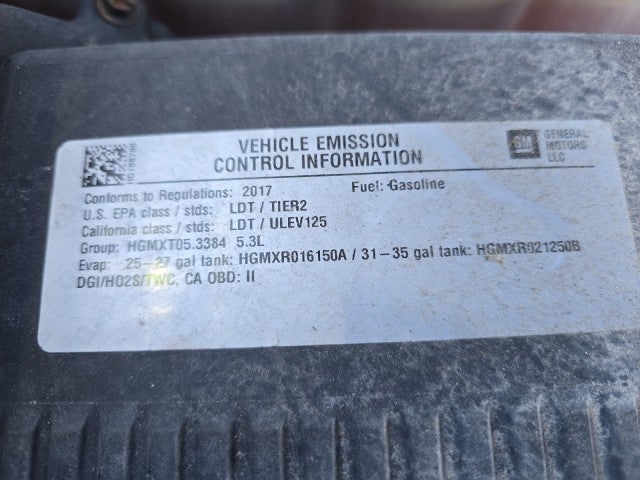 VEHICLE EMISSION
CONTROL INFORMATION
GM
GENERAL
MOTORS
LLC
Conforms to Regulations: 2017 Fuel: Gasoline
U.S. EPA class / stds: LDT / TIER2
California class / stds: LDT / ULEV125
Group: HGMXT05.3384 5.3L
Evap: 25-27 gal tank: HGMXR016150A / 31-35 gal tank: HGMXR021250B
DGI/HO2S/TWC, CA OBD: II